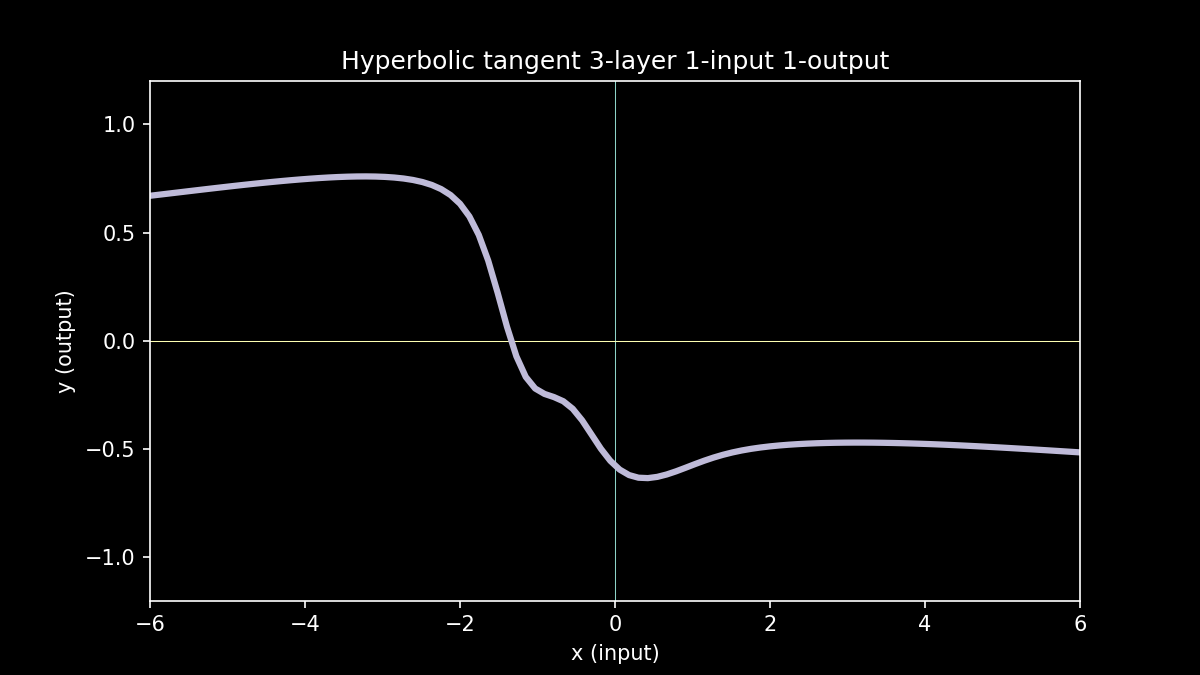 Hyperbolic tangent 3-layer 1-input 1-output
1.0
0.5
0.0
−0.5
−1.0
y (output)
−6 −4 −2 0 2 4 6
x (input)